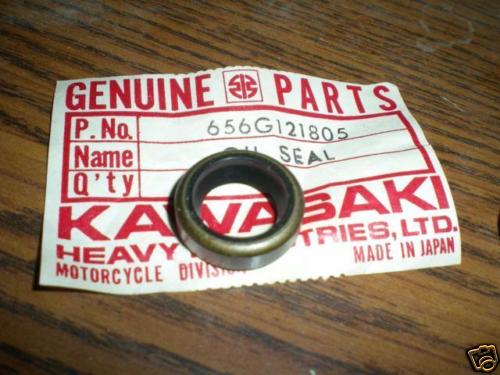 GENUINE PARTS
P. No. 656G121805
Name SEAL
Q'ty
KAWASAKI
HEAVY LTD.
MADE IN JAPAN
MOTORCYCLE DIVISION